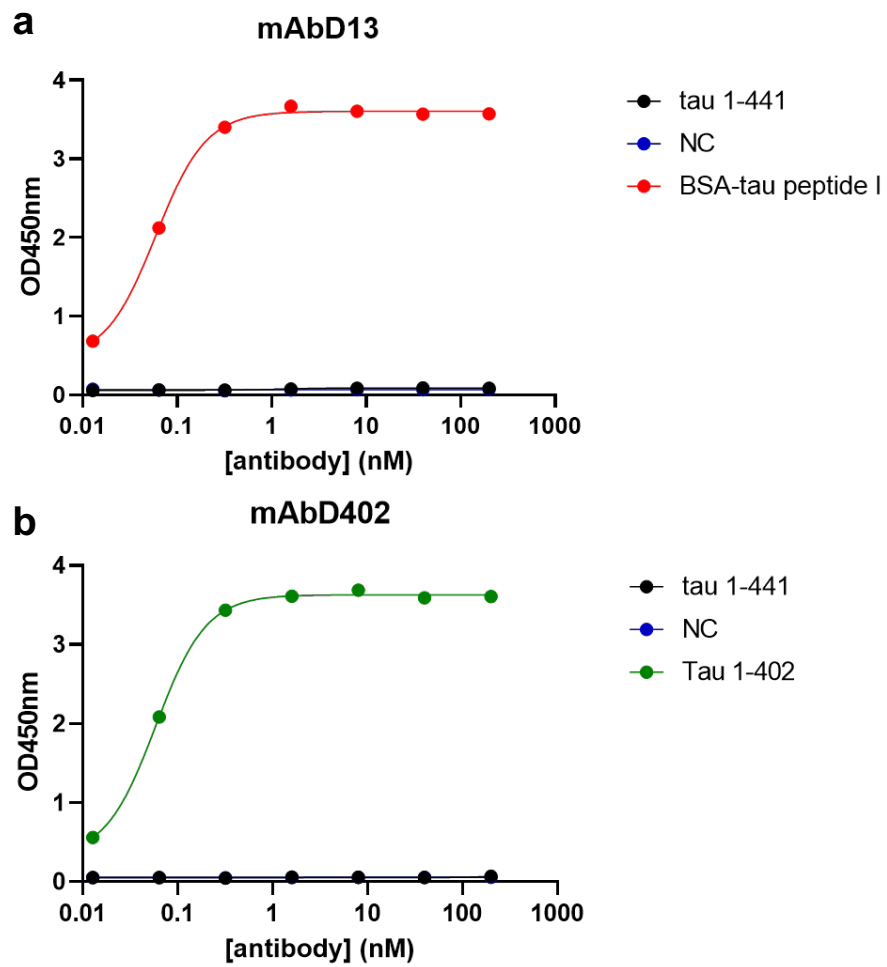 a
mAbD13
4
3
2
1
0
OD450nm
0.01 0.1 1 10 100 1000
[antibody] (nM)
tau 1-441
NC
BSA-tau peptide I
b
mAbD402
4
3
2
1
0
OD450nm
0.01 0.1 1 10 100 1000
[antibody] (nM)
tau 1-441
NC
Tau 1-402